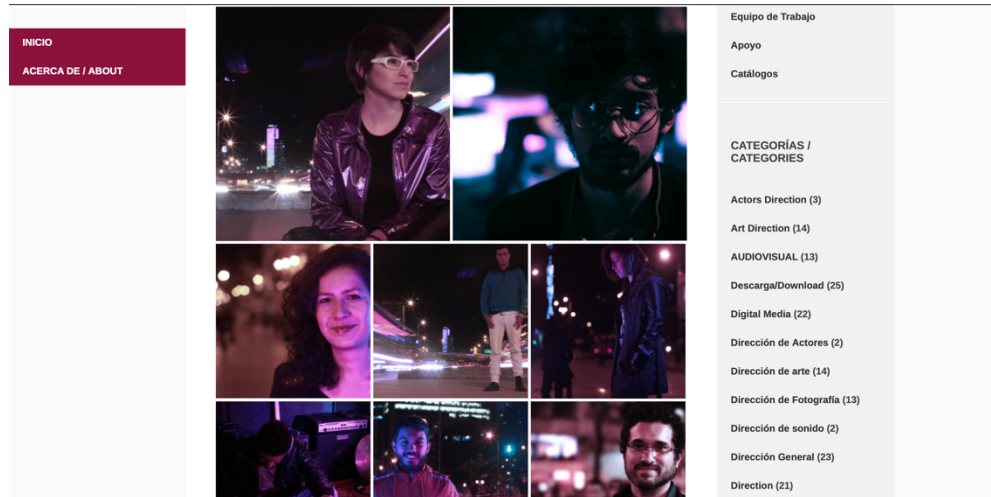 INICIO
ACERCA DE / ABOUT
Equipo de Trabajo
Apoyo
Catálogos
CATEGORÍAS /
CATEGORIES
Actors Direction (3)
Art Direction (14)
AUDIOVISUAL (13)
Descarga/Download (25)
Digital Media (22)
Dirección de Actores (2)
Dirección de arte (14)
Dirección de Fotografía (13)
Dirección de sonido (2)
Dirección General (23)
Direction (21)